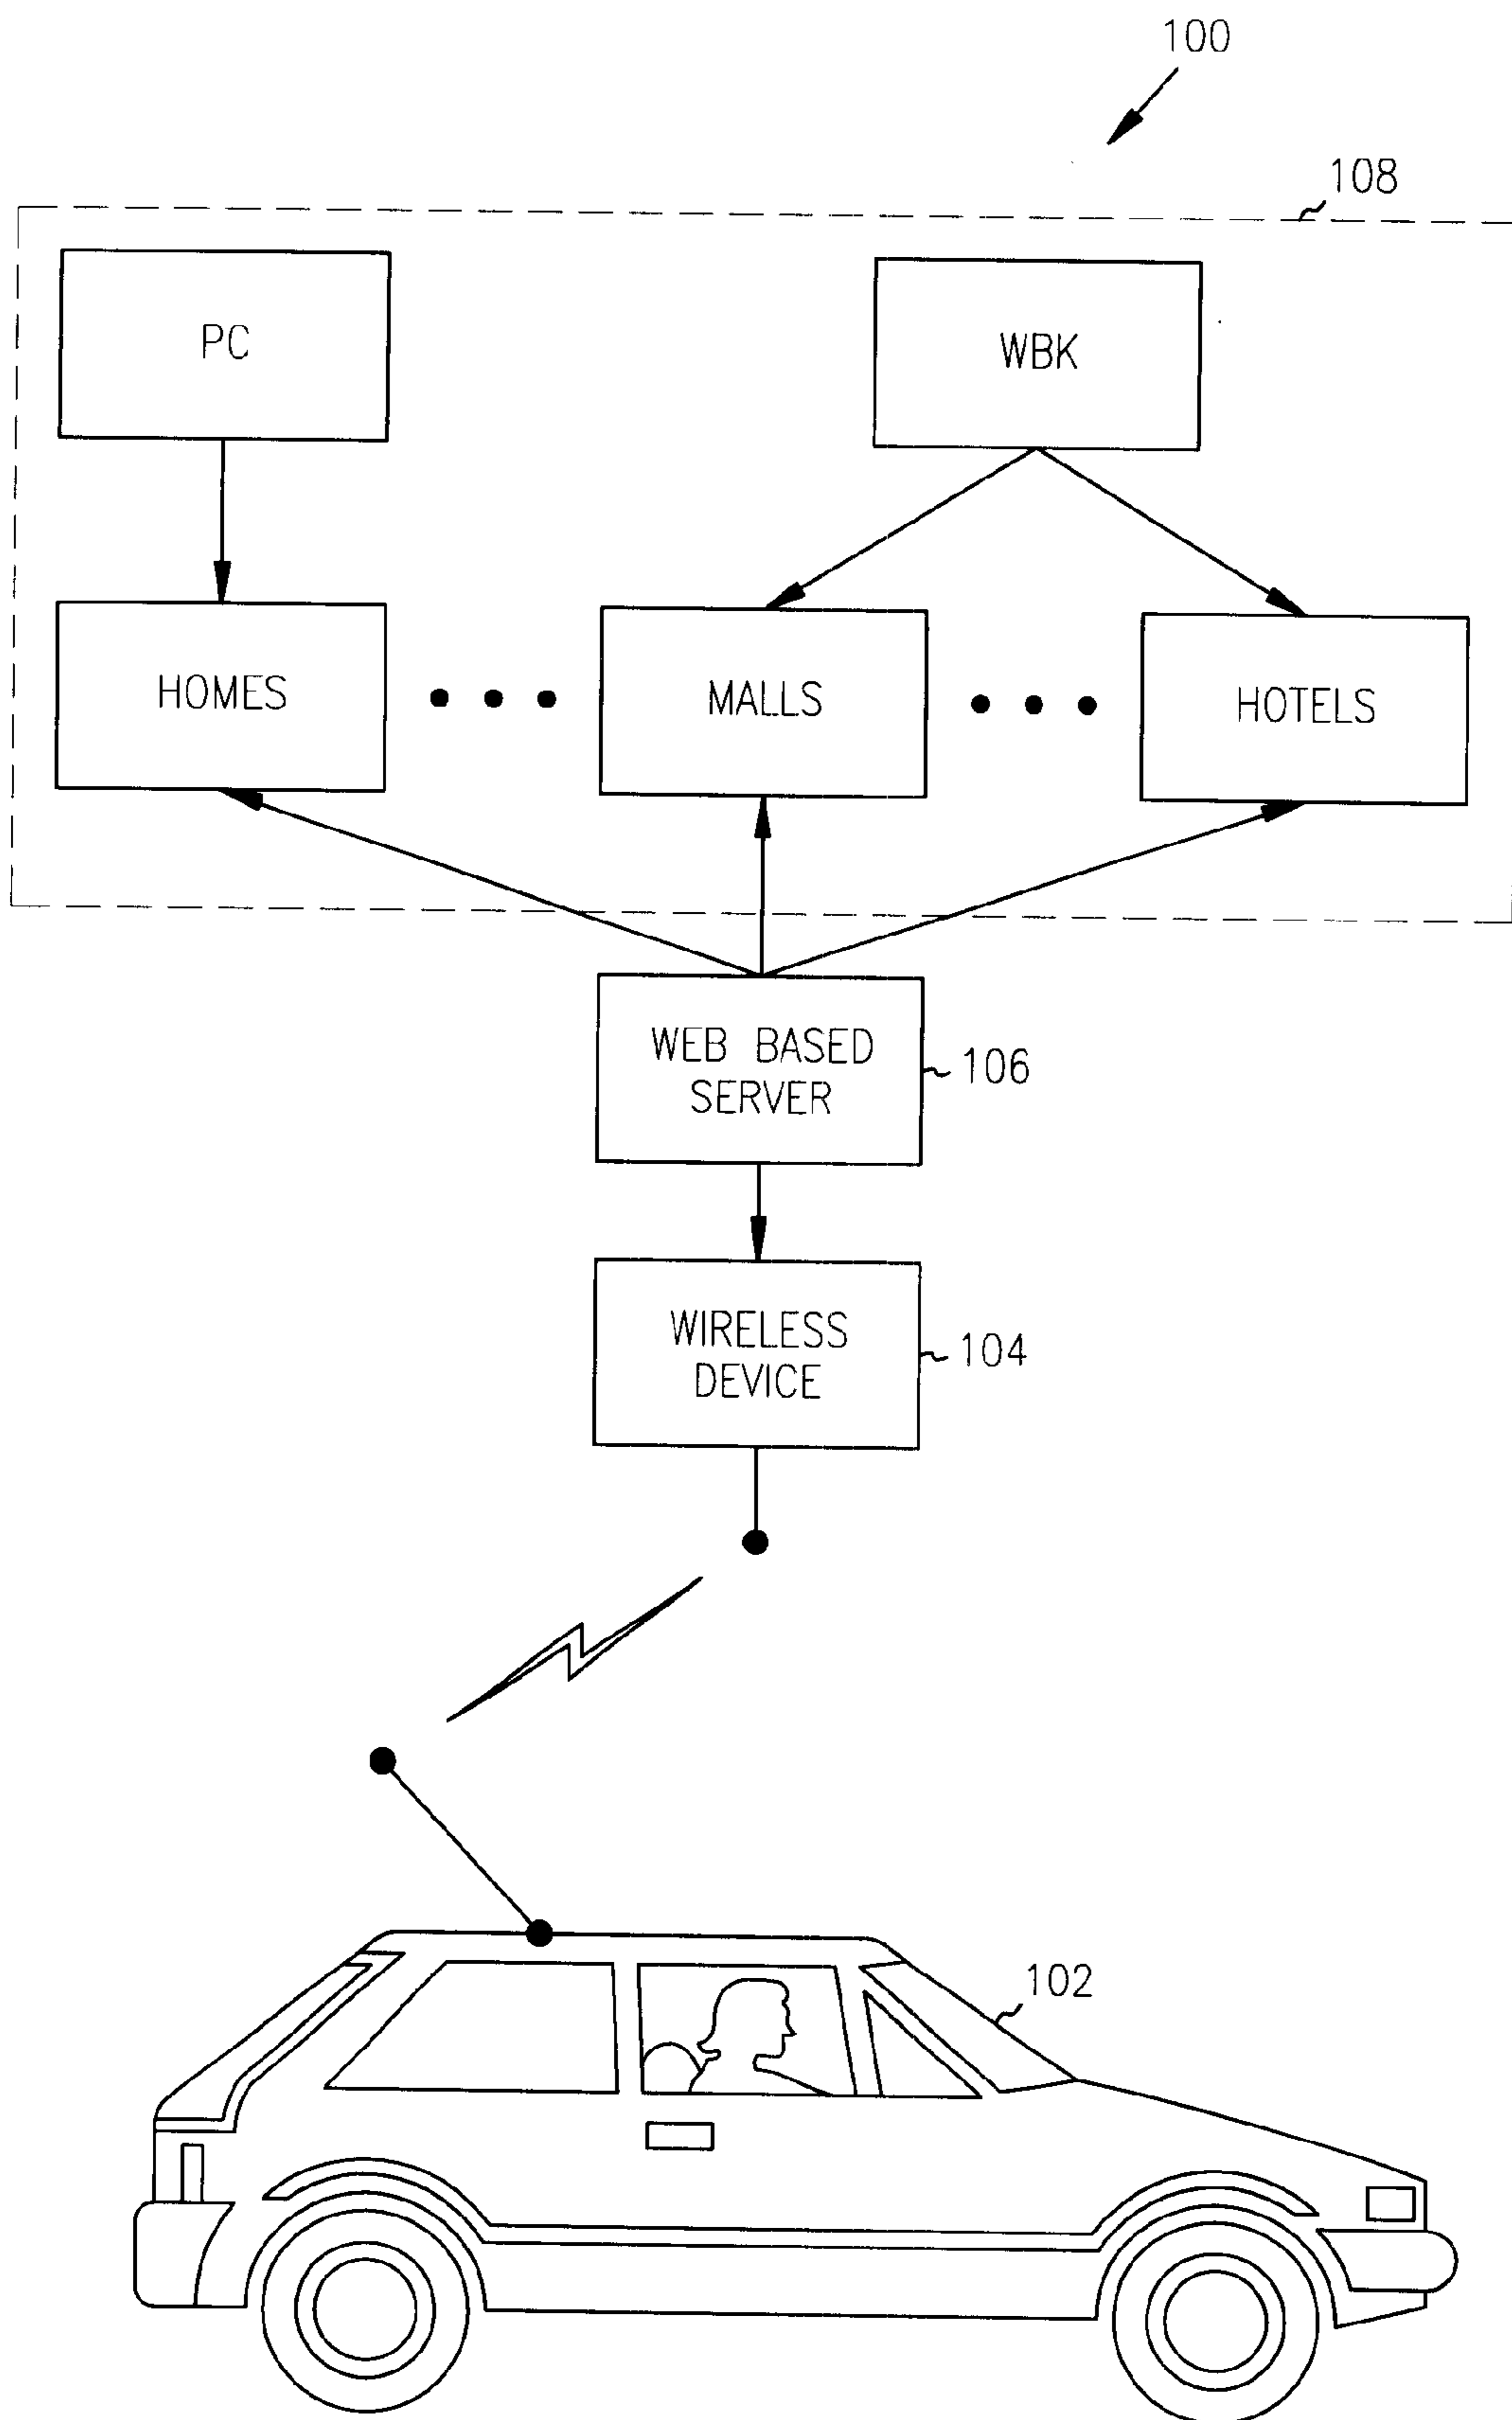 100
108
PC
WBK
HOMES
MALLS
HOTELS
WEB BASED
SERVER
106
WIRELESS
DEVICE
104
102